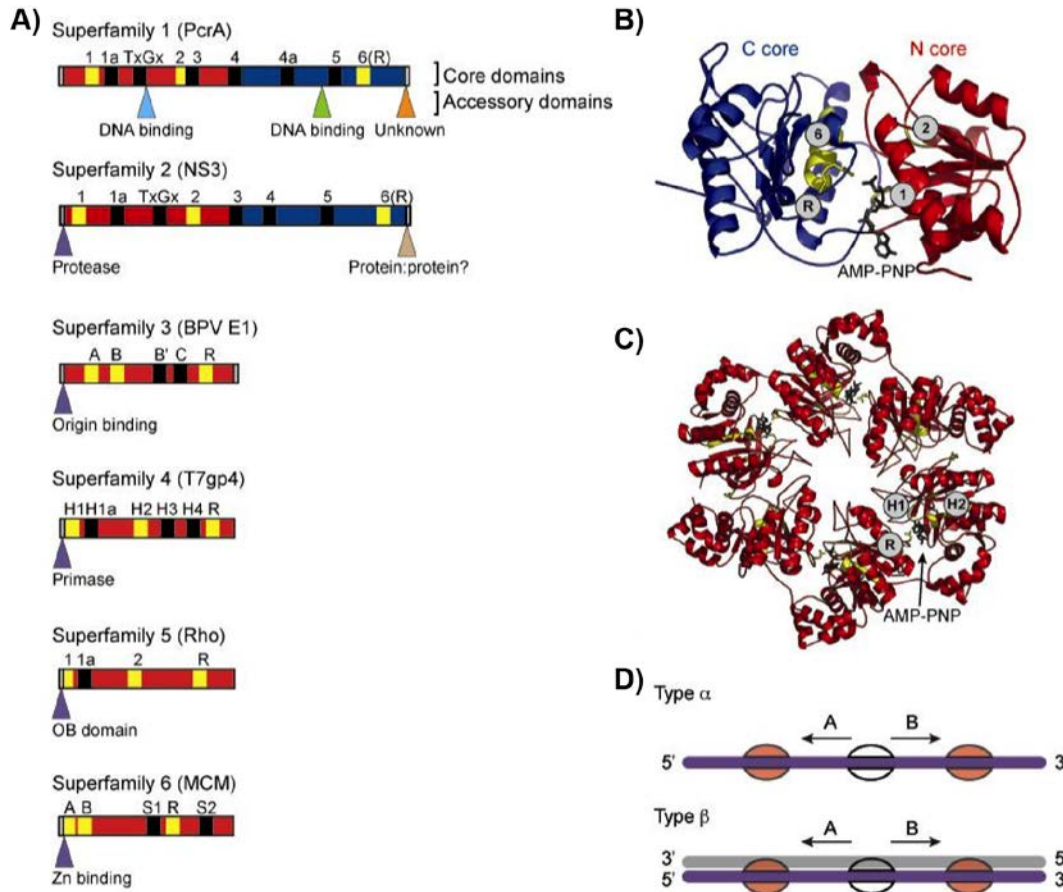 A)
Superfamily 1 (PcrA)
1 1a TxGx 2 3 4 4a 5 6(R)
Core domains
Accessory domains
DNA binding DNA binding Unknown
Superfamily 2 (NS3)
1 1a TxGx 2 3 4 5 6(R)
Protease Protein:protein?
Superfamily 3 (BPV E1)
A B B' C R
Origin binding
Superfamily 4 (T7gp4)
H1 H1a H2 H3 H4 R
Primase
Superfamily 5 (Rho)
1 1a 2 R
OB domain
Superfamily 6 (MCM)
A B S1 R S2
Zn binding
B)
C core N core
6 2
R 1
AMP-PNP
C)
H1 H2
R
AMP-PNP
D)
Type α
A B
5' 3
Type β
A B
3' 5
5' 3